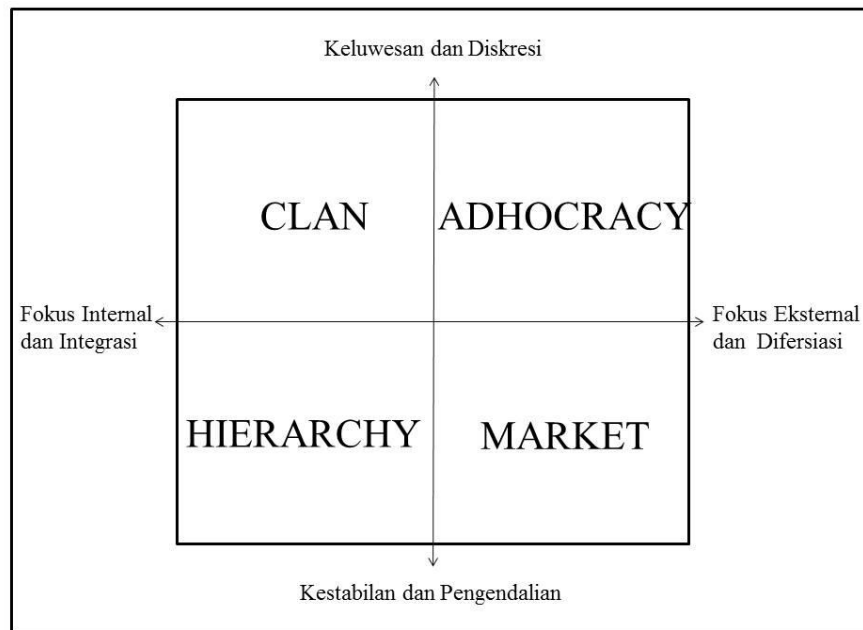 Keluwesan dan Diskresi
CLAN
ADHOCRACY
Fokus Internal
dan Integrasi
Fokus Eksternal
dan Difersiasi
HIERARCHY
MARKET
Kestabilan dan Pengendalian